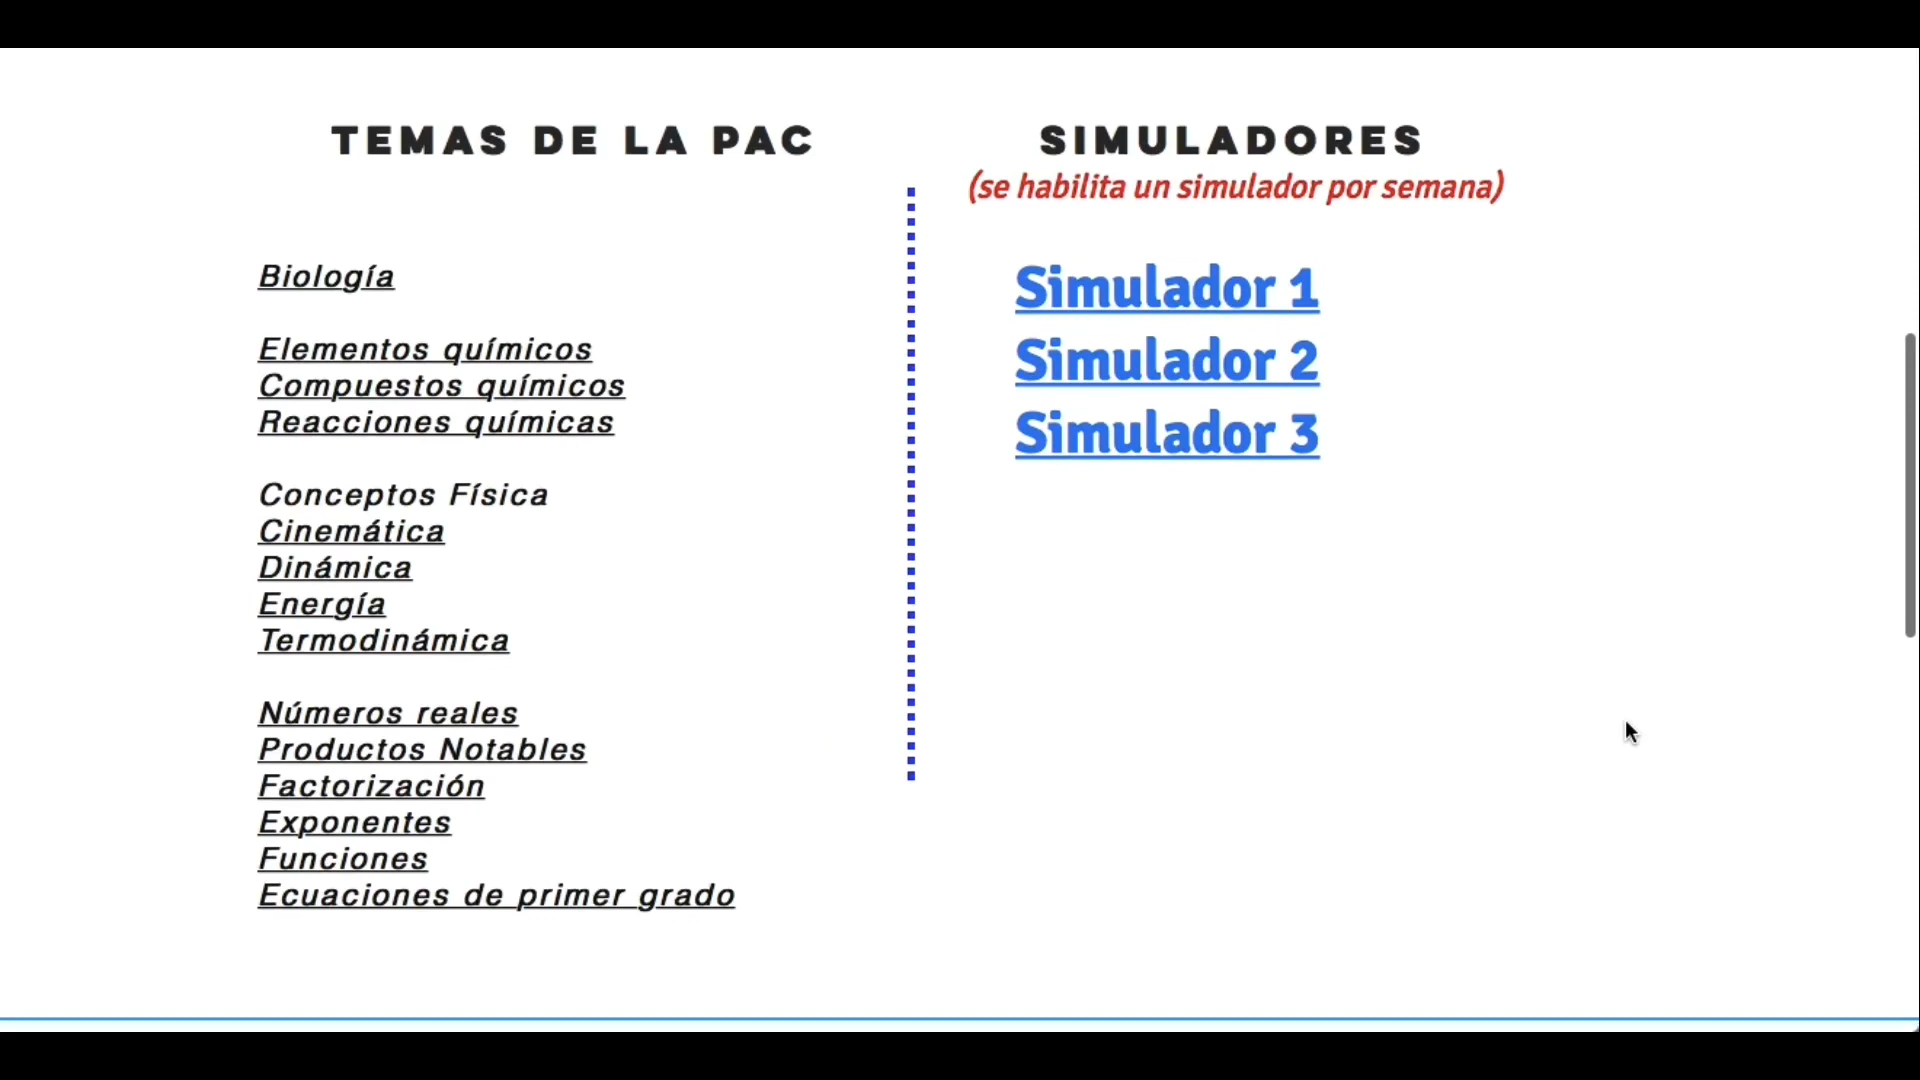 TEMAS DE LA PAC
Biología
Elementos químicos
Compuestos químicos
Reacciones químicas
Conceptos Física
Cinemática
Dinámica
Energía
Termodinámica
Números reales
Productos Notables
Factorización
Exponentes
Funciones
Ecuaciones de primer grado
SIMULADORES
(se habilita un simulador por semana)
Simulador 1
Simulador 2
Simulador 3